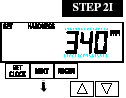 STEP 2I
SET HARDNESS
340 PPM
SET CLOCK
NEXT
REGEN